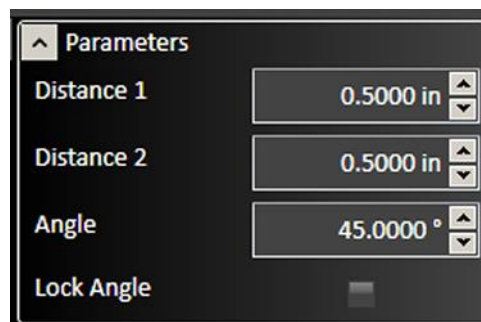 Parameters
Distance 1 0.5000 in
Distance 2 0.5000 in
Angle 45.0000 °
Lock Angle